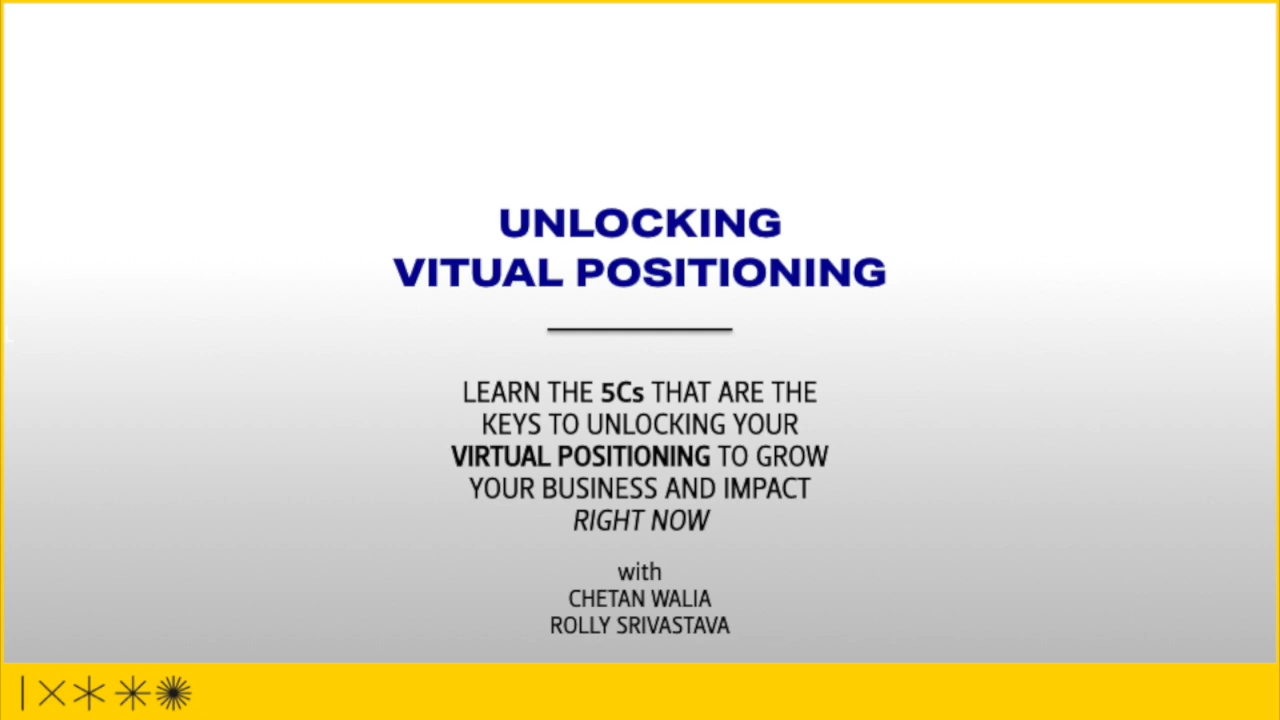 UNLOCKING
VITUAL POSITIONING
LEARN THE 5Cs THAT ARE THE
KEYS TO UNLOCKING YOUR
VIRTUAL POSITIONING TO GROW
YOUR BUSINESS AND IMPACT
RIGHT NOW
with
CHETAN WALIA
ROLLY SRIVASTAVA